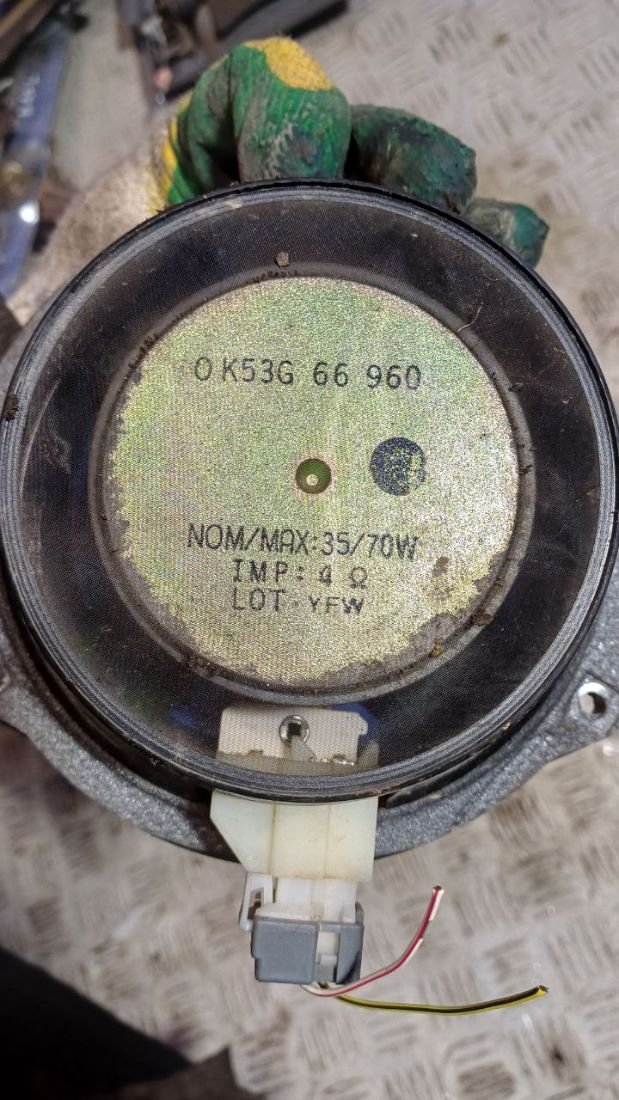 0K53G 66 960
NOM/MAX:35/70W
IMP: 4 Ω
LOT: YFW